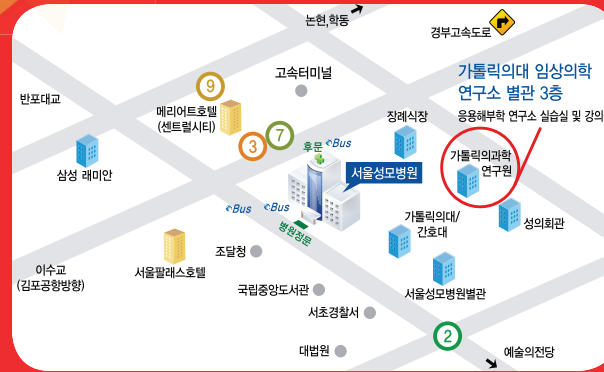 논현,학동
경부고속도로
가톨릭의대 임상의학
연구소 별관 3층
응용해부학 연구소 실습실 및 강의
고속터미널
반포대교
9
메리어트호텔
(센트럴시티)
장례식장
3
7
후문
Bus
가톨릭의과학
연구원
삼성 래미안
서울성모병원
Bus
Bus
병원정문
가톨릭의대/
간호대
성의회관
조달청
이수교
(김포공항방향)
서울팔래스호텔
국립중앙도서관
서울성모병원별관
서초경찰서
2
대법원
예술의전당